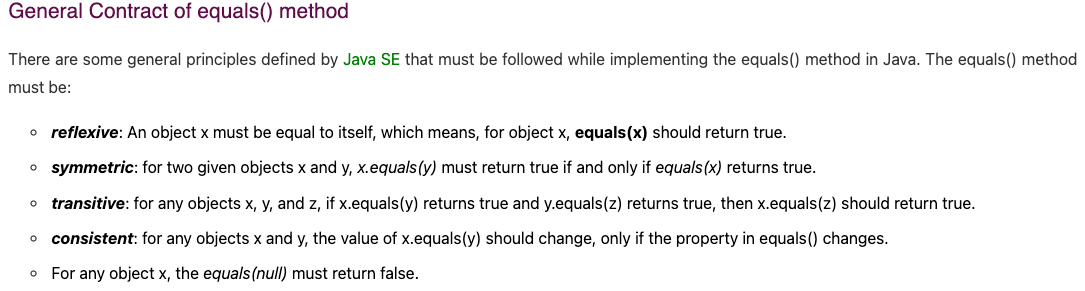 General Contract of equals() method
There are some general principles defined by Java SE that must be followed while implementing the equals() method in Java. The equals() method
must be:
reflexive: An object x must be equal to itself, which means, for object x, equals(x) should return true.
symmetric: for two given objects x and y, x.equals(y) must return true if and only if equals(x) returns true.
transitive: for any objects x, y, and z, if x.equals(y) returns true and y.equals(z) returns true, then x.equals(z) should return true.
consistent: for any objects x and y, the value of x.equals(y) should change, only if the property in equals() changes.
For any object x, the equals(null) must return false.